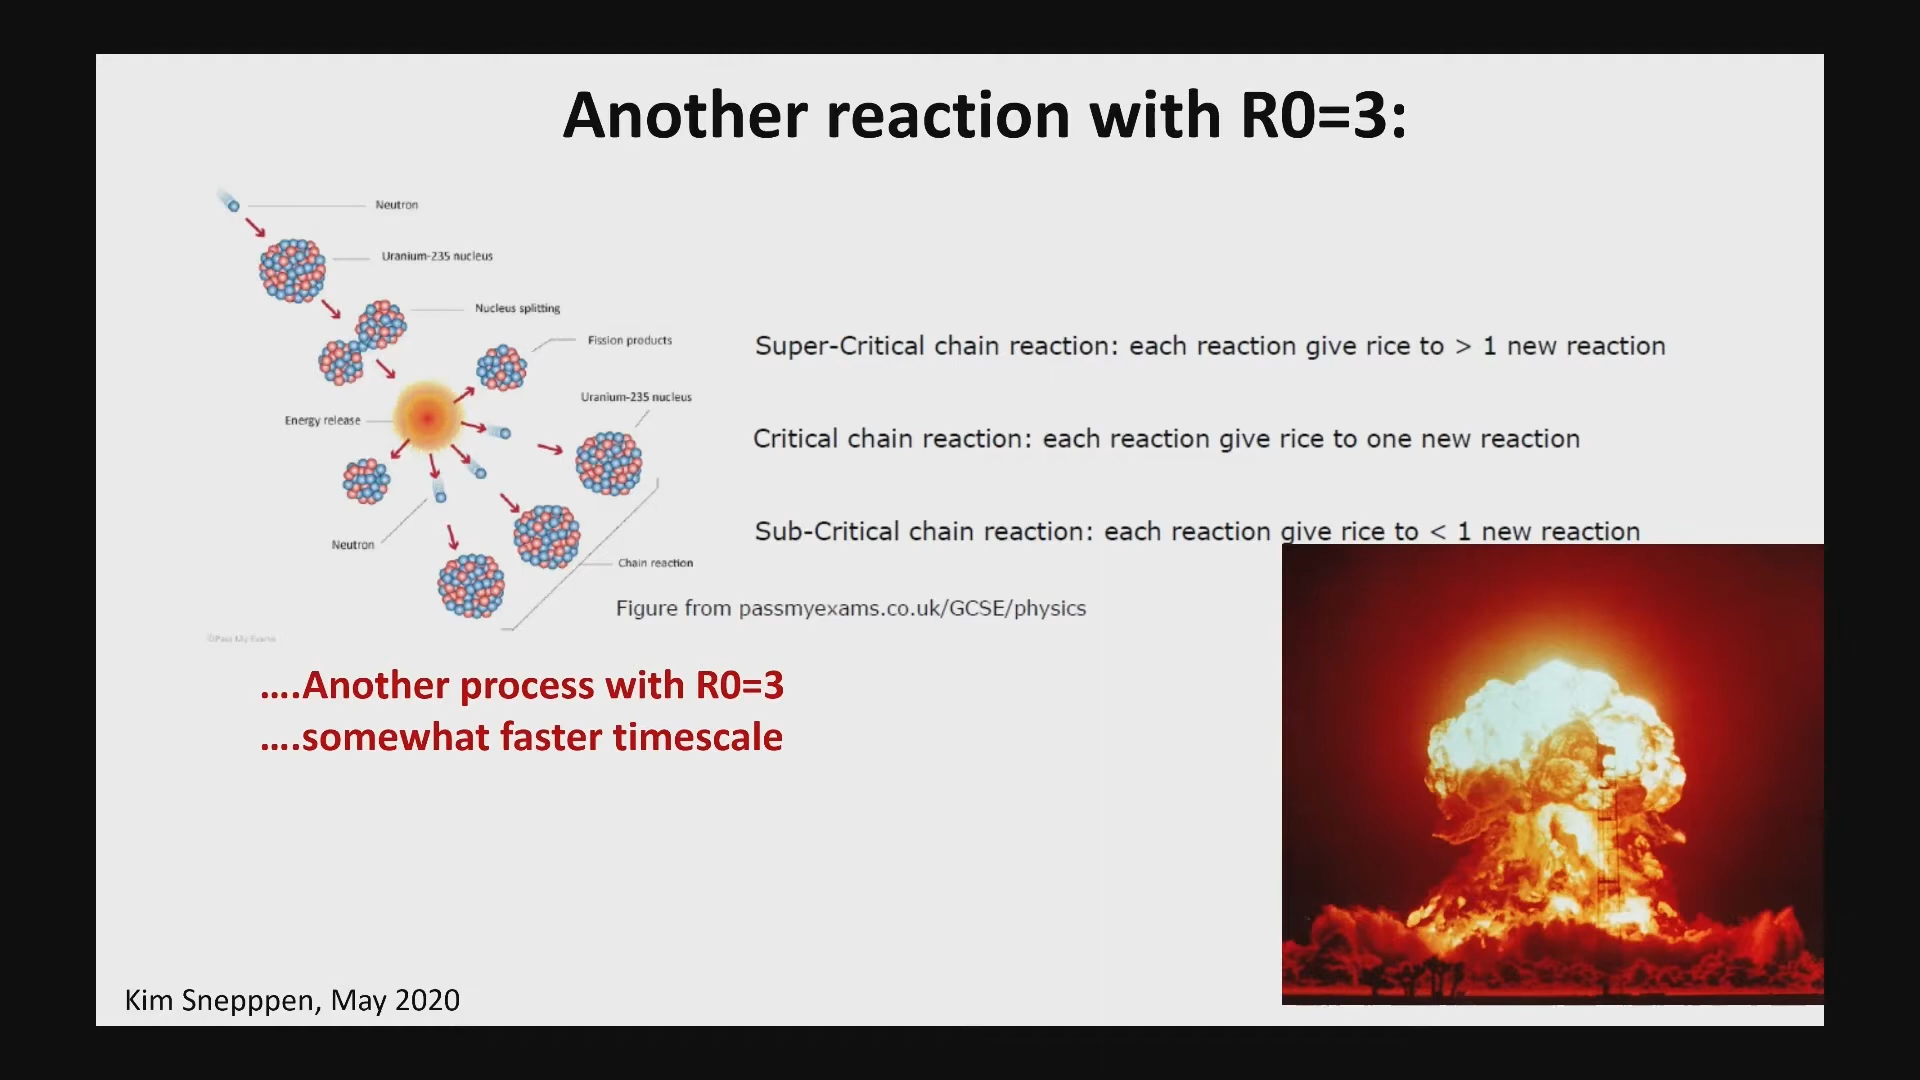 Another reaction with R0=3:
Neutron
Uranium-235 nucleus
Nucleus splitting
Fission products
Uranium-235 nucleus
Energy release
Neutron
Chain reaction
©Pass My Exams
Super-Critical chain reaction: each reaction give rice to > 1 new reaction
Critical chain reaction: each reaction give rice to one new reaction
Sub-Critical chain reaction: each reaction give rice to < 1 new reaction
Figure from passmyexams.co.uk/GCSE/physics
....Another process with R0=3
....somewhat faster timescale
Kim Snepppen, May 2020